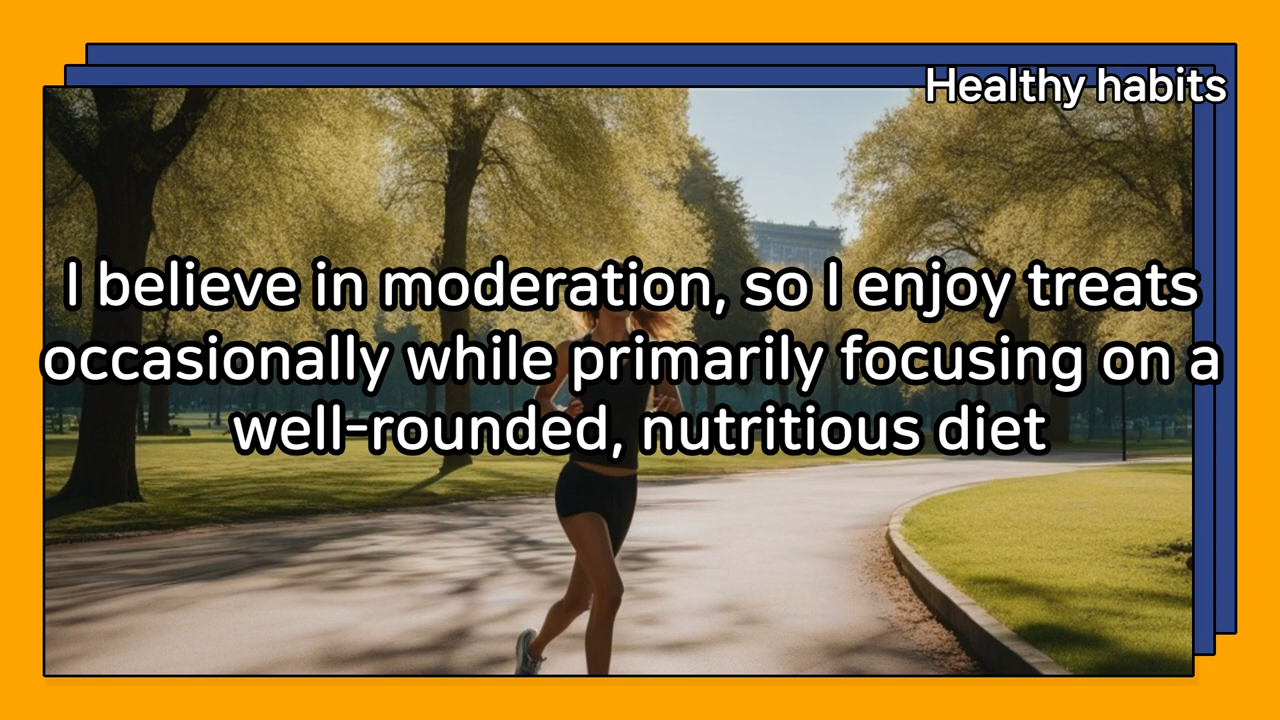 Healthy habits
I believe in moderation, so I enjoy treats
occasionally while primarily focusing on a
well-rounded, nutritious diet